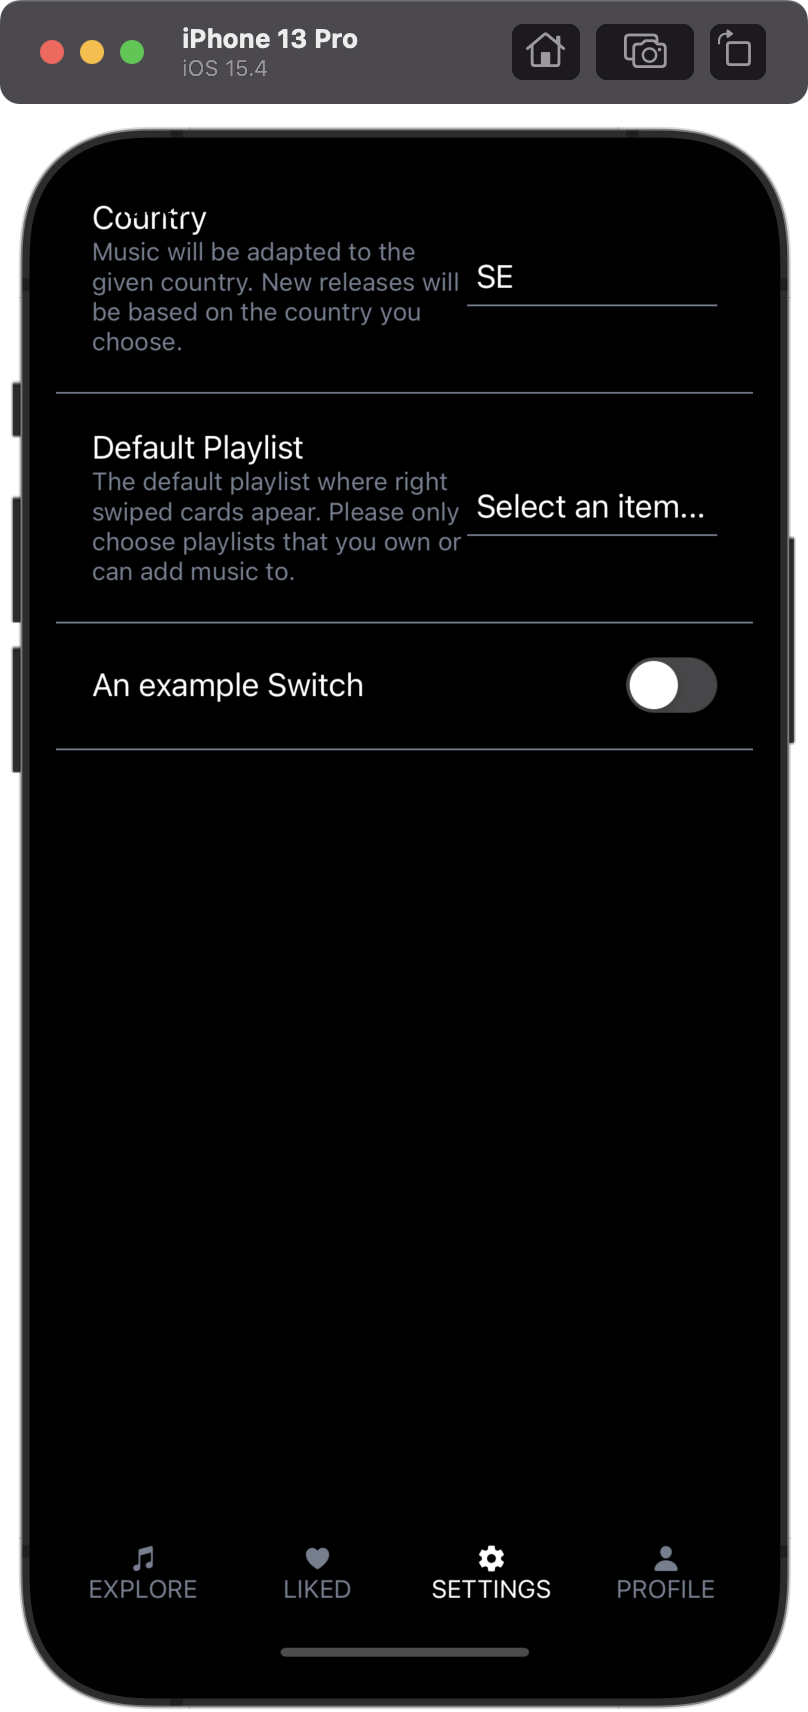 iPhone 13 Pro
iOS 15.4
Country
Music will be adapted to the
given country. New releases will
be based on the country you
choose.
SE
Default Playlist
The default playlist where right
swiped cards apear. Please only
choose playlists that you own or
can add music to.
Select an item...
An example Switch
EXPLORE
LIKED
SETTINGS
PROFILE